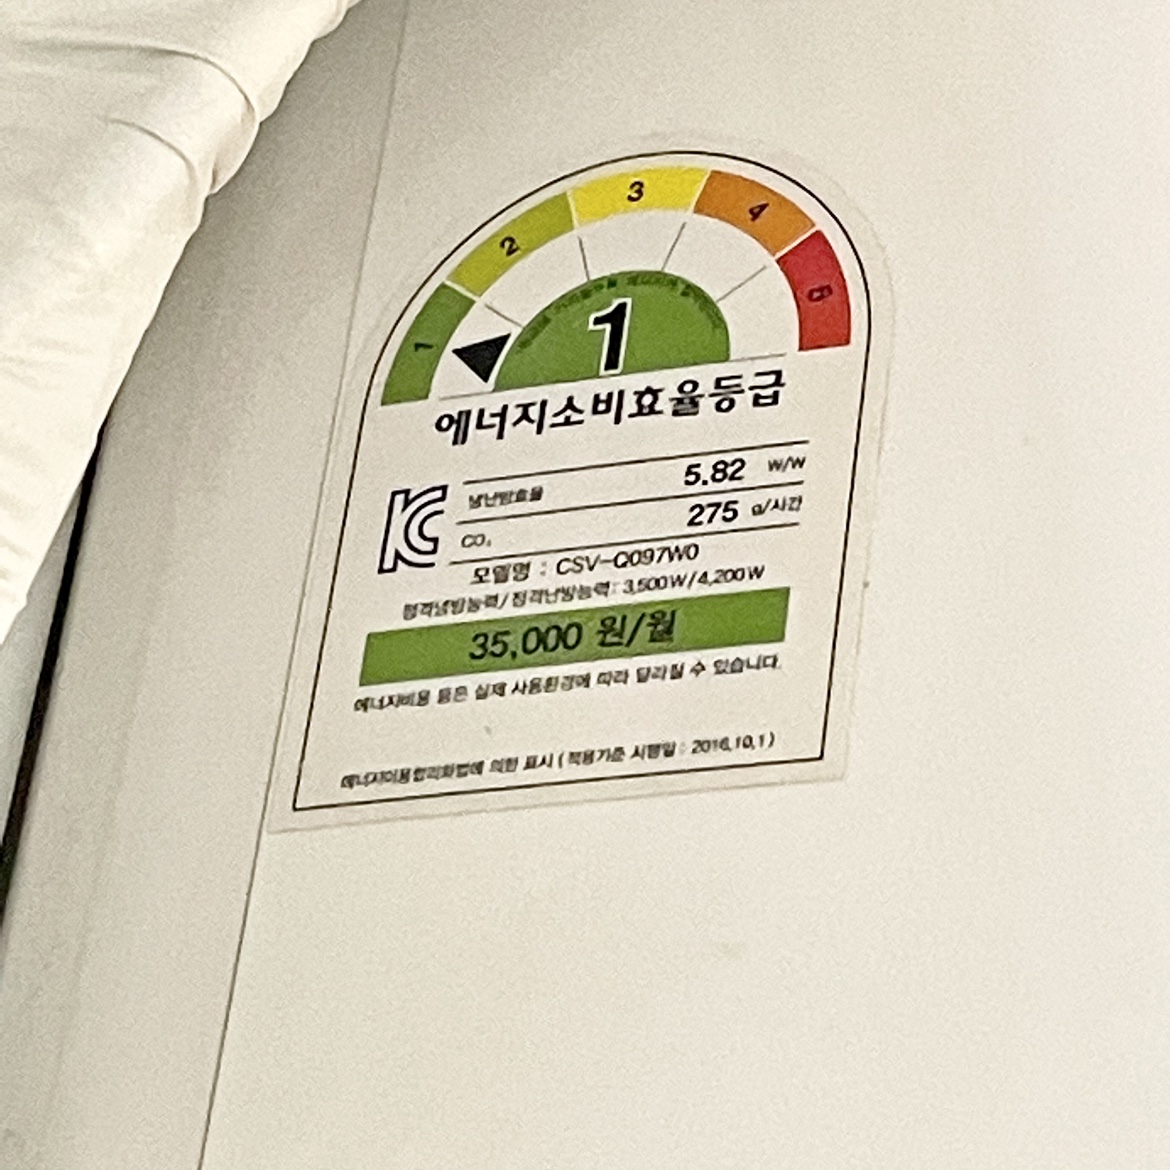 1 2 3 4 5
1
에너지소비효율등급
KC
냉난방효율 5.82 W/W
CO₂ 275 g/시간
모델명 : CSV-Q097W0
정격냉방능력/정격난방능력: 3,500W/4,200W
35,000 원/월
에너지비용 등은 실제 사용환경에 따라 달라질 수 있습니다.
에너지이용합리화법에 의한 표시 ( 적용기준 시행일 : 2016.10.1 )